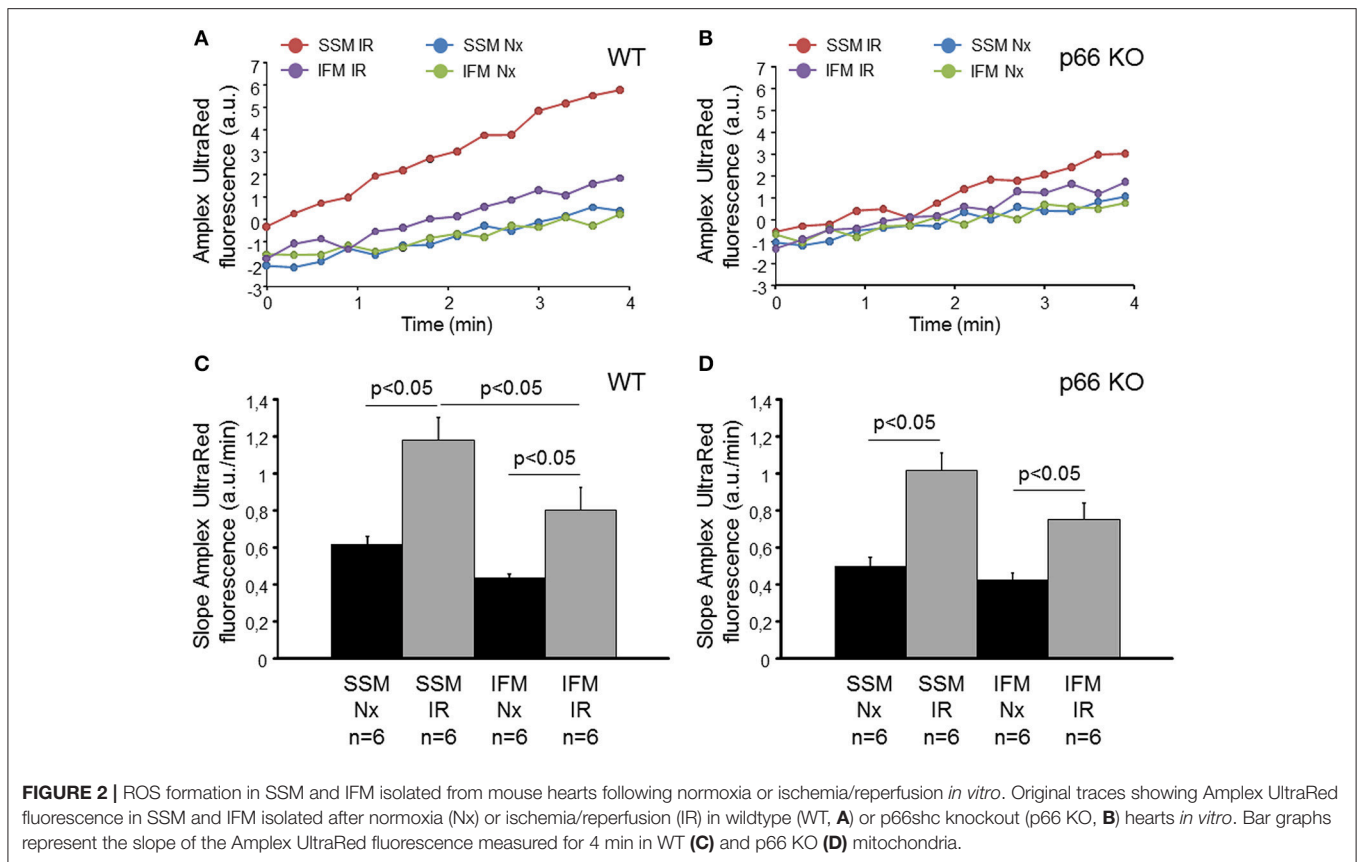 A
SSM IR
SSM Nx
IFM IR
IFM Nx
WT
Amplex UltraRed
fluorescence (a.u.)
7
6
5
4
3
2
1
0
-1
-2
-3
0
1
2
3
4
Time (min)
B
SSM IR
SSM Nx
IFM IR
IFM Nx
p66 KO
Amplex UltraRed
fluorescence (a.u.)
7
6
5
4
3
2
1
0
-1
-2
-3
0
1
2
3
4
Time (min)
C
WT
Slope Amplex UltraRed
fluorescence (a.u./min)
1,4
1,2
1
0,8
0,6
0,4
0,2
0
p<0.05
p<0.05
p<0.05
SSM SSM IFM IFM
Nx IR Nx IR
n=6 n=6 n=6 n=6
D
p66 KO
Slope Amplex UltraRed
fluorescence (a.u./min)
1,4
1,2
1
0,8
0,6
0,4
0,2
0
p<0.05
p<0.05
SSM SSM IFM IFM
Nx IR Nx IR
n=6 n=6 n=6 n=6
FIGURE 2 | ROS formation in SSM and IFM isolated from mouse hearts following normoxia or ischemia/reperfusion in vitro. Original traces showing Amplex UltraRed
fluorescence in SSM and IFM isolated after normoxia (Nx) or ischemia/reperfusion (IR) in wildtype (WT, A) or p66shc knockout (p66 KO, B) hearts in vitro. Bar graphs
represent the slope of the Amplex UltraRed fluorescence measured for 4 min in WT (C) and p66 KO (D) mitochondria.